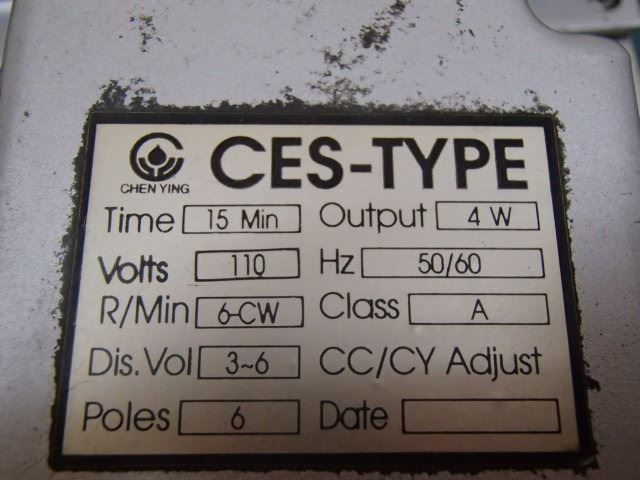 CES-TYPE
CHEN YING
Time 15 Min Output 4 W
Volts 110 Hz 50/60
R/Min 6-CW Class A
Dis.Vol 3~6 CC/CY Adjust
Poles 6 Date